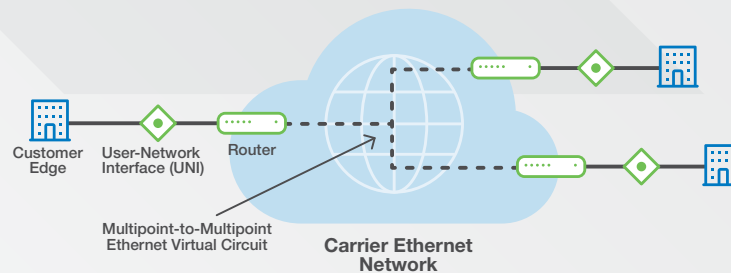 Customer
Edge
User-Network
Interface (UNI)
Router
Multipoint-to-Multipoint
Ethernet Virtual Circuit
Carrier Ethernet
Network